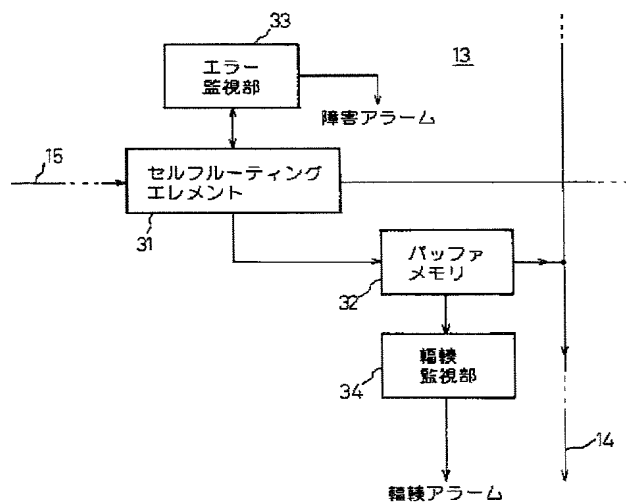 33
エラー
監視部
13
障害アラーム
15
セルフルーティング
エレメント
31
バッファ
メモリ
32
輻輳
監視部
34
14
輻輳アラーム